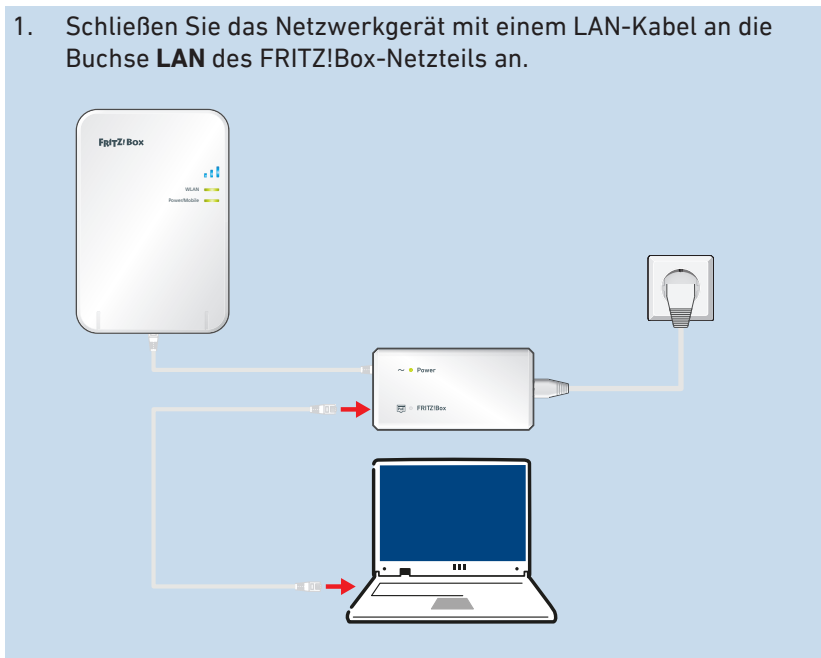 1. Schließen Sie das Netzwerkgerät mit einem LAN-Kabel an die
Buchse LAN des FRITZ!Box-Netzteils an.
FRITZ! Box
WLAN
Power/Mobile
Power
FRITZ!Box